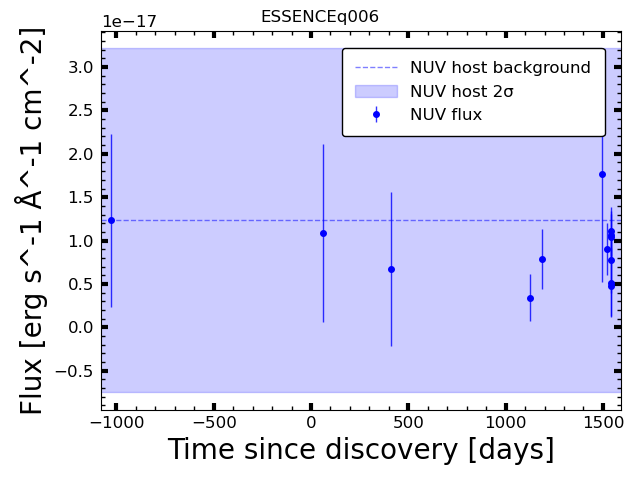 ESSENCEq006
1e−17
NUV host background
NUV host 2σ
NUV flux
3.0
2.5
2.0
1.5
1.0
0.5
0.0
−0.5
Flux [erg s^-1 Å^-1 cm^-2]
−1000 −500 0 500 1000 1500
Time since discovery [days]